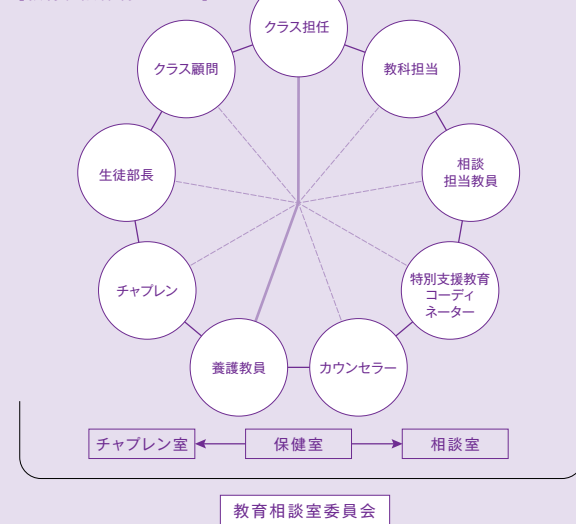 クラス担任
クラス顧問
教科担当
生徒部長
相談
担当教員
チャプレン
特別支援教育
コーディ
ネーター
養護教員
カウンセラー
チャプレン室
保健室
相談室
教育相談室委員会